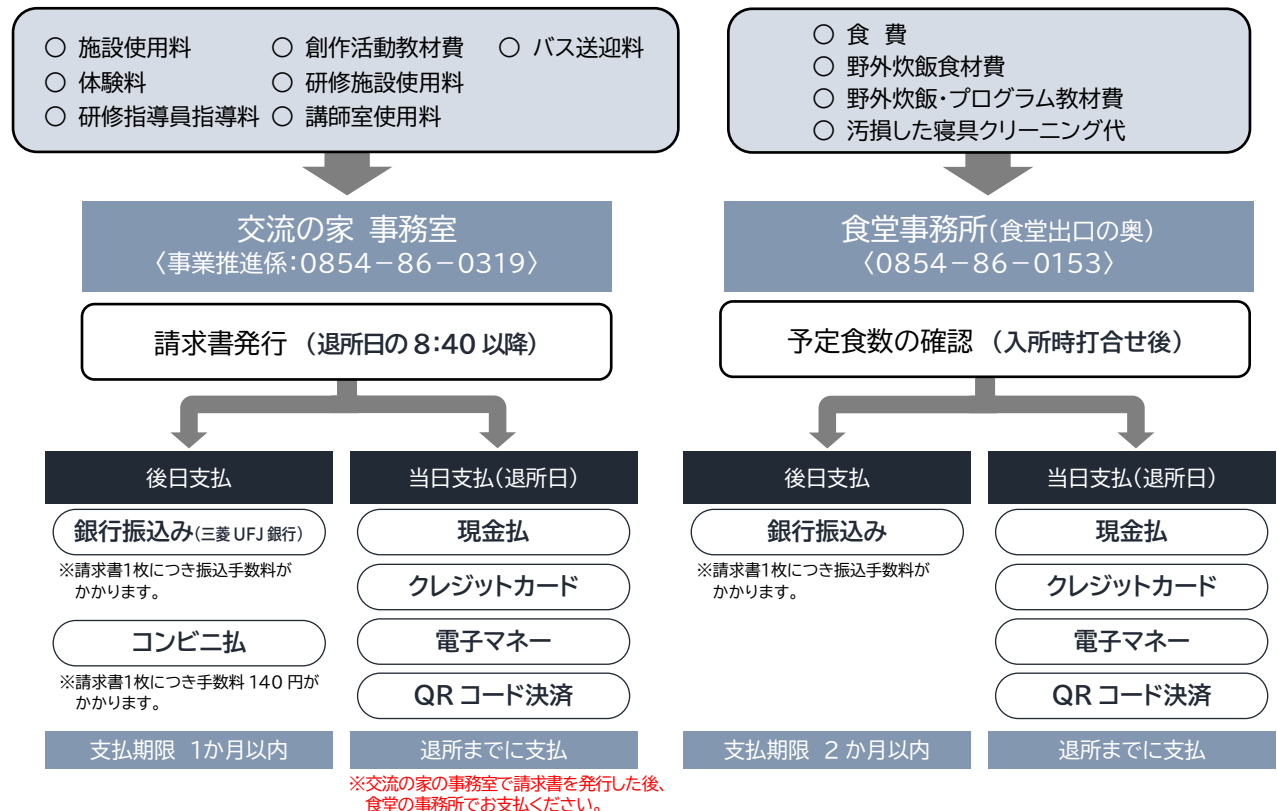 ○ 施設使用料 ○ 創作活動教材費 ○ バス送迎料
○ 体験料 ○ 研修施設使用料
○ 研修指導員指導料 ○ 講師室使用料
交流の家 事務室
〈事業推進係:0854-86-0319〉
請求書発行 (退所日の 8:40 以降)
後日支払
銀行振込み(三菱 UFJ 銀行)
※請求書1枚につき振込手数料が
かかります。
コンビニ払
※請求書1枚につき手数料 140 円が
かかります。
支払期限 1か月以内
当日支払(退所日)
現金払
クレジットカード
電子マネー
QR コード決済
退所までに支払
※交流の家の事務室で請求書を発行した後、
食堂の事務所でお支払ください。
○ 食 費
○ 野外炊飯食材費
○ 野外炊飯・プログラム教材費
○ 汚損した寝具クリーニング代
食堂事務所(食堂出口の奥)
〈0854-86-0153〉
予定食数の確認 (入所時打合せ後)
後日支払
銀行振込み
※請求書1枚につき振込手数料が
かかります。
支払期限 2 か月以内
当日支払(退所日)
現金払
クレジットカード
電子マネー
QR コード決済
退所までに支払